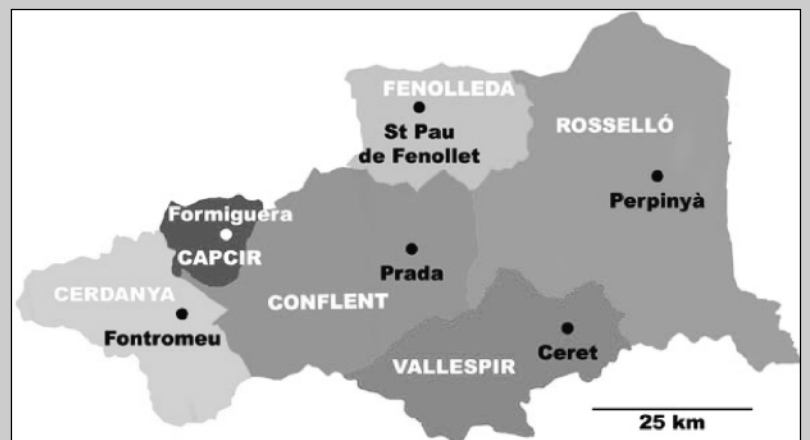 FENOLLEDA
St Pau
de Fenollet
ROSSELLÓ
Perpinyà
Formiguera
CAPCIR
Prada
CERDANYA
CONFLENT
Fontromeu
Ceret
VALLESPIR
25 km